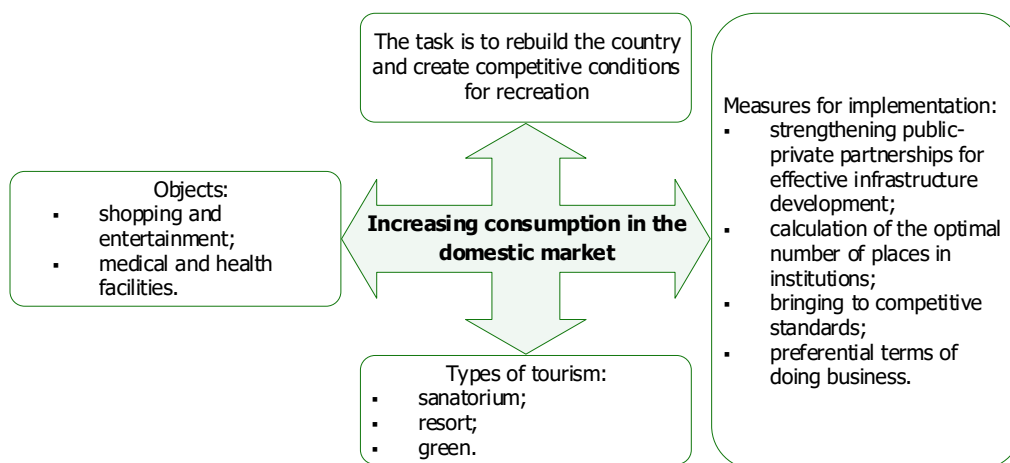 The task is to rebuild the country
and create competitive conditions
for recreation
Objects:
▪ shopping and
entertainment;
▪ medical and health
facilities.
Increasing consumption in the
domestic market
Measures for implementation:
▪ strengthening public-
private partnerships for
effective infrastructure
development;
▪ calculation of the optimal
number of places in
institutions;
▪ bringing to competitive
standards;
▪ preferential terms of
doing business.
Types of tourism:
▪ sanatorium;
▪ resort;
▪ green.